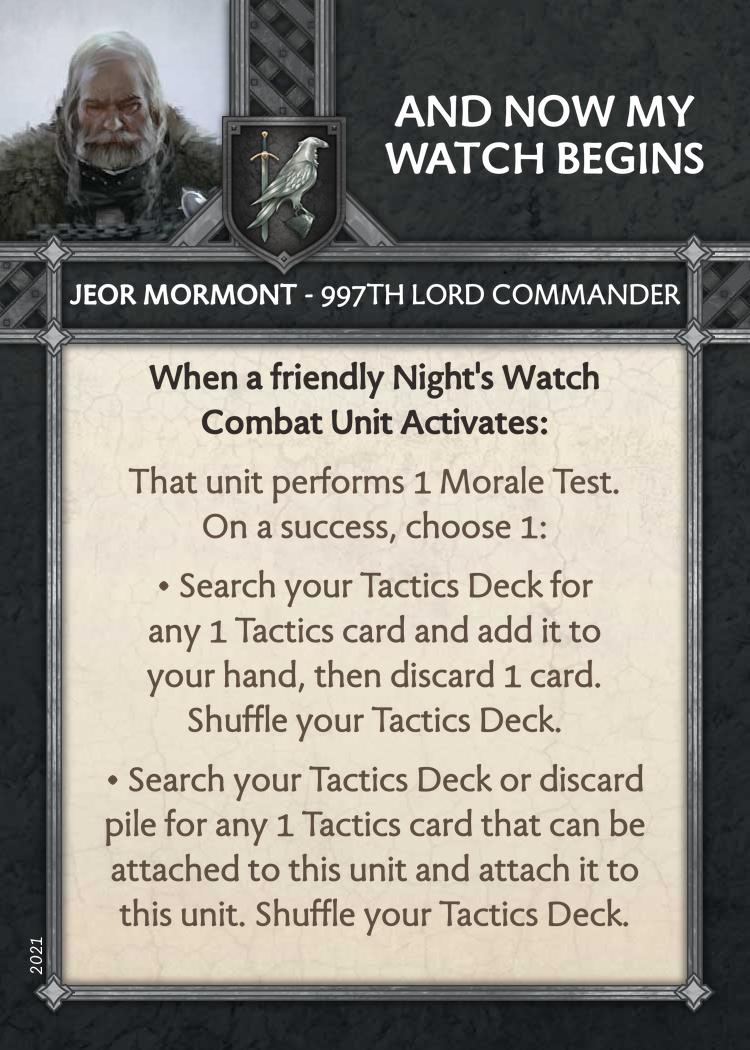 AND NOW MY
WATCH BEGINS
JEOR MORMONT - 997TH LORD COMMANDER
When a friendly Night's Watch
Combat Unit Activates:
That unit performs 1 Morale Test.
On a success, choose 1:
• Search your Tactics Deck for
any 1 Tactics card and add it to
your hand, then discard 1 card.
Shuffle your Tactics Deck.
• Search your Tactics Deck or discard
pile for any 1 Tactics card that can be
attached to this unit and attach it to
this unit. Shuffle your Tactics Deck.
2021